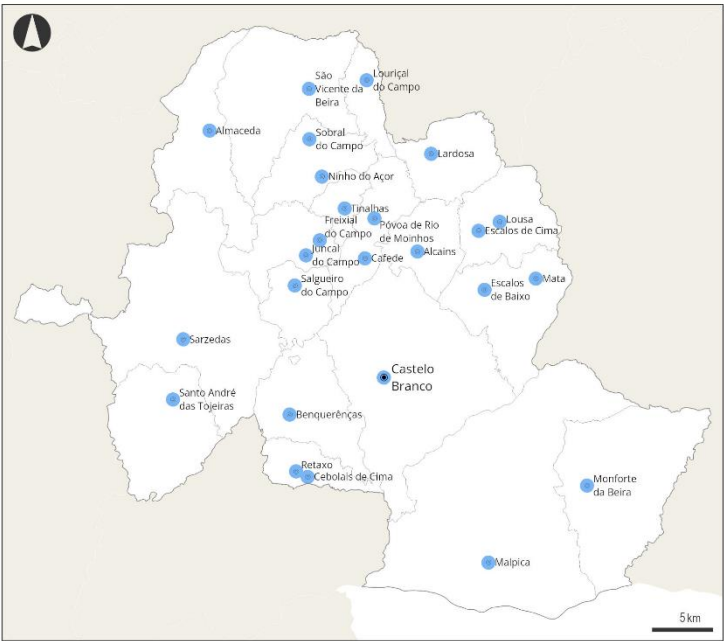 São
Vicente da
Beira
Louriçal
do Campo
Almaceda
Sobral
do Campo
Lardosa
Ninho do Açor
Tinalhas
Freixial
do Campo
Póvoa de Rio
de Moinhos
Lousa
Escalos de Cima
Juncal
do Campo
Cafede
Alcains
Salgueiro
do Campo
Escalos
de Baixo
Mata
Sarzedas
Castelo
Branco
Santo André
das Tojeiras
Benquerênças
Retaxo
Cebolais de Cima
Monforte
da Beira
Malpica
5 km